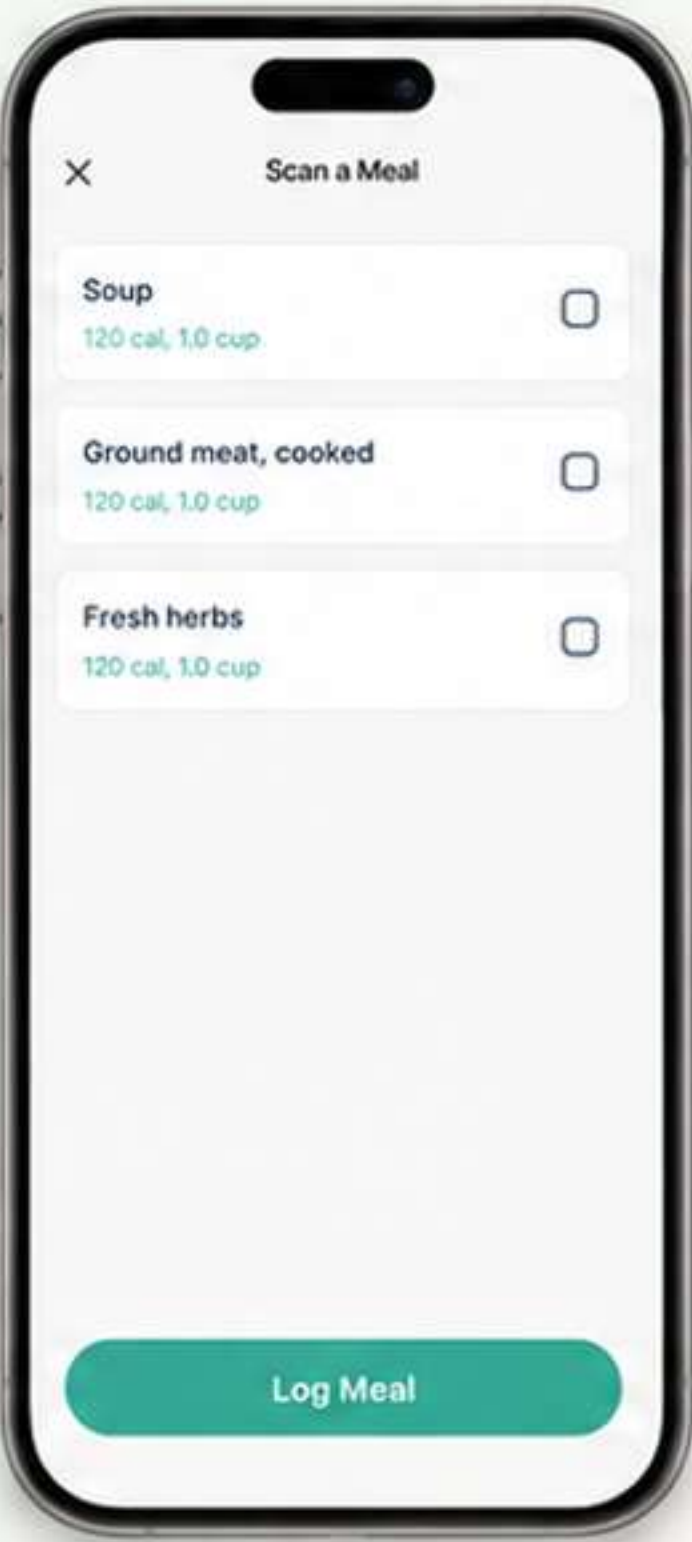 Scan a Meal
Soup
120 cal, 1.0 cup
Ground meat, cooked
120 cal, 1.0 cup
Fresh herbs
120 cal, 1.0 cup
Log Meal